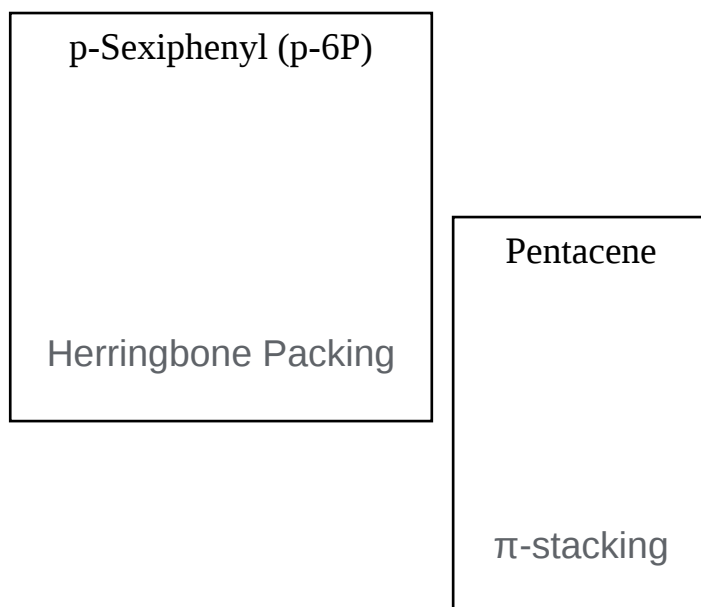 p-Sexiphenyl (p-6P)
Herringbone Packing
Pentacene
π-stacking